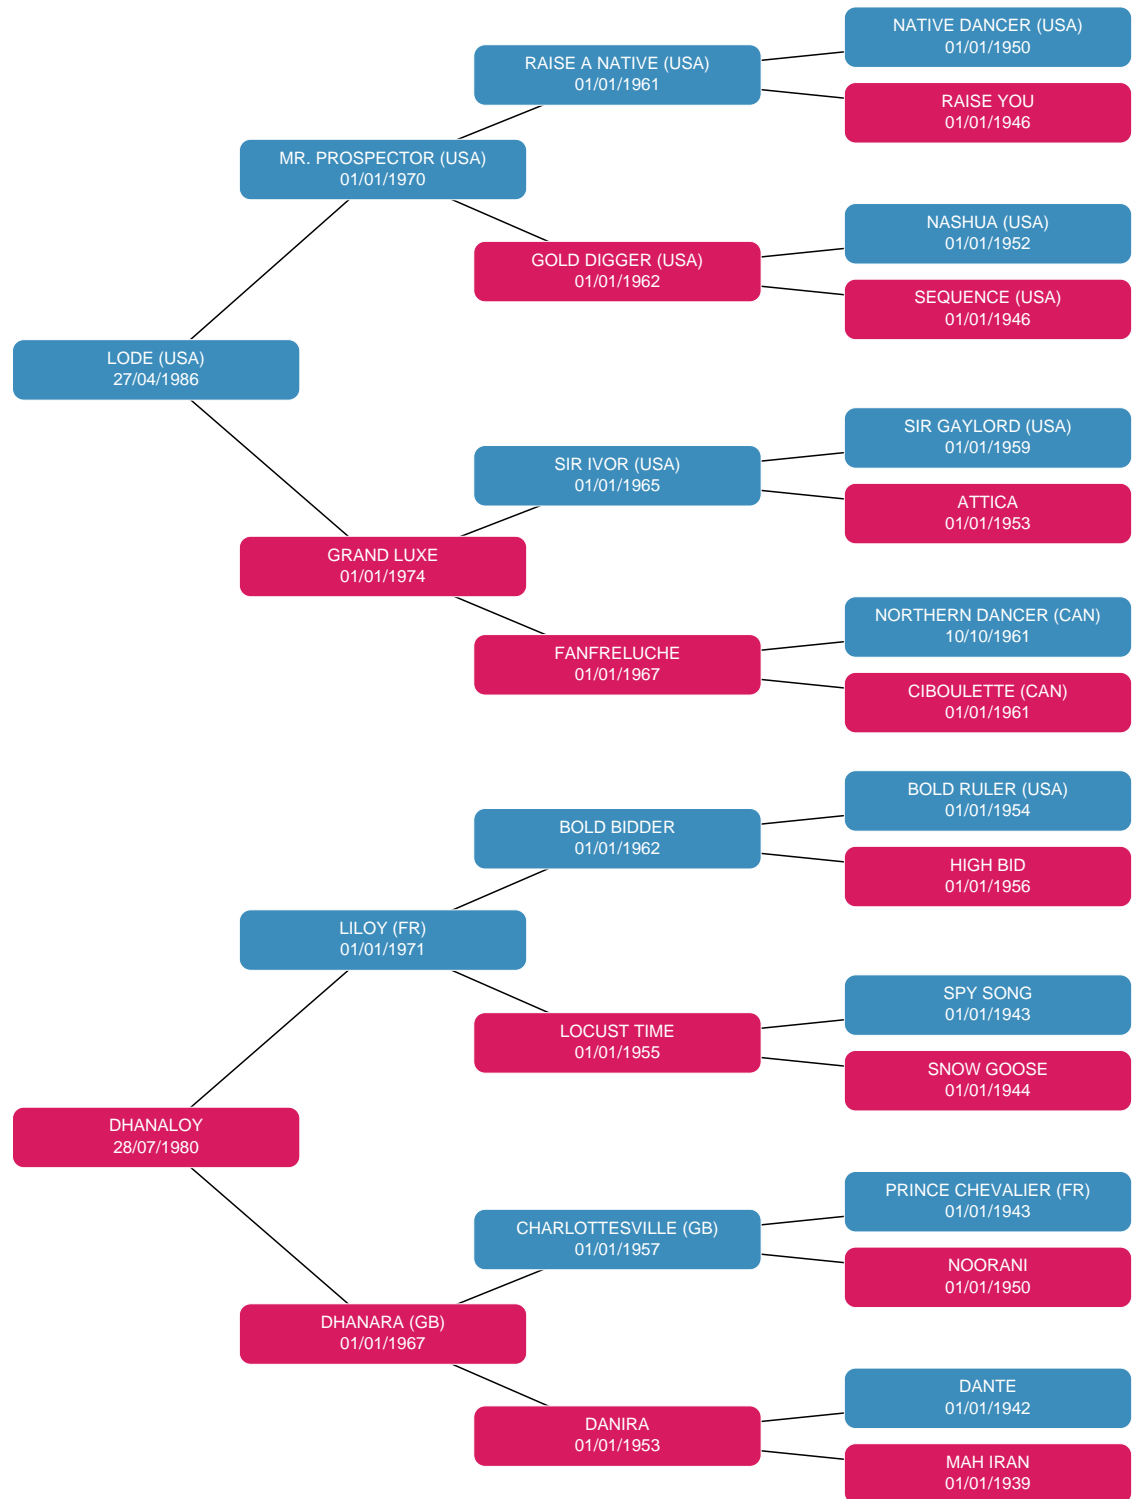 NATIVE DANCER (USA)
01/01/1950
RAISE A NATIVE (USA)
01/01/1961
RAISE YOU
01/01/1946
MR. PROSPECTOR (USA)
01/01/1970
NASHUA (USA)
01/01/1952
GOLD DIGGER (USA)
01/01/1962
SEQUENCE (USA)
01/01/1946
LODE (USA)
27/04/1986
SIR GAYLORD (USA)
01/01/1959
SIR IVOR (USA)
01/01/1965
ATTICA
01/01/1953
GRAND LUXE
01/01/1974
NORTHERN DANCER (CAN)
10/10/1961
FANFRELUCHE
01/01/1967
CIBOULETTE (CAN)
01/01/1961
BOLD RULER (USA)
01/01/1954
BOLD BIDDER
01/01/1962
HIGH BID
01/01/1956
LILOY (FR)
01/01/1971
SPY SONG
01/01/1943
LOCUST TIME
01/01/1955
SNOW GOOSE
01/01/1944
DHANALOY
28/07/1980
PRINCE CHEVALIER (FR)
01/01/1943
CHARLOTTESVILLE (GB)
01/01/1957
NOORANI
01/01/1950
DHANARA (GB)
01/01/1967
DANTE
01/01/1942
DANIRA
01/01/1953
MAH IRAN
01/01/1939